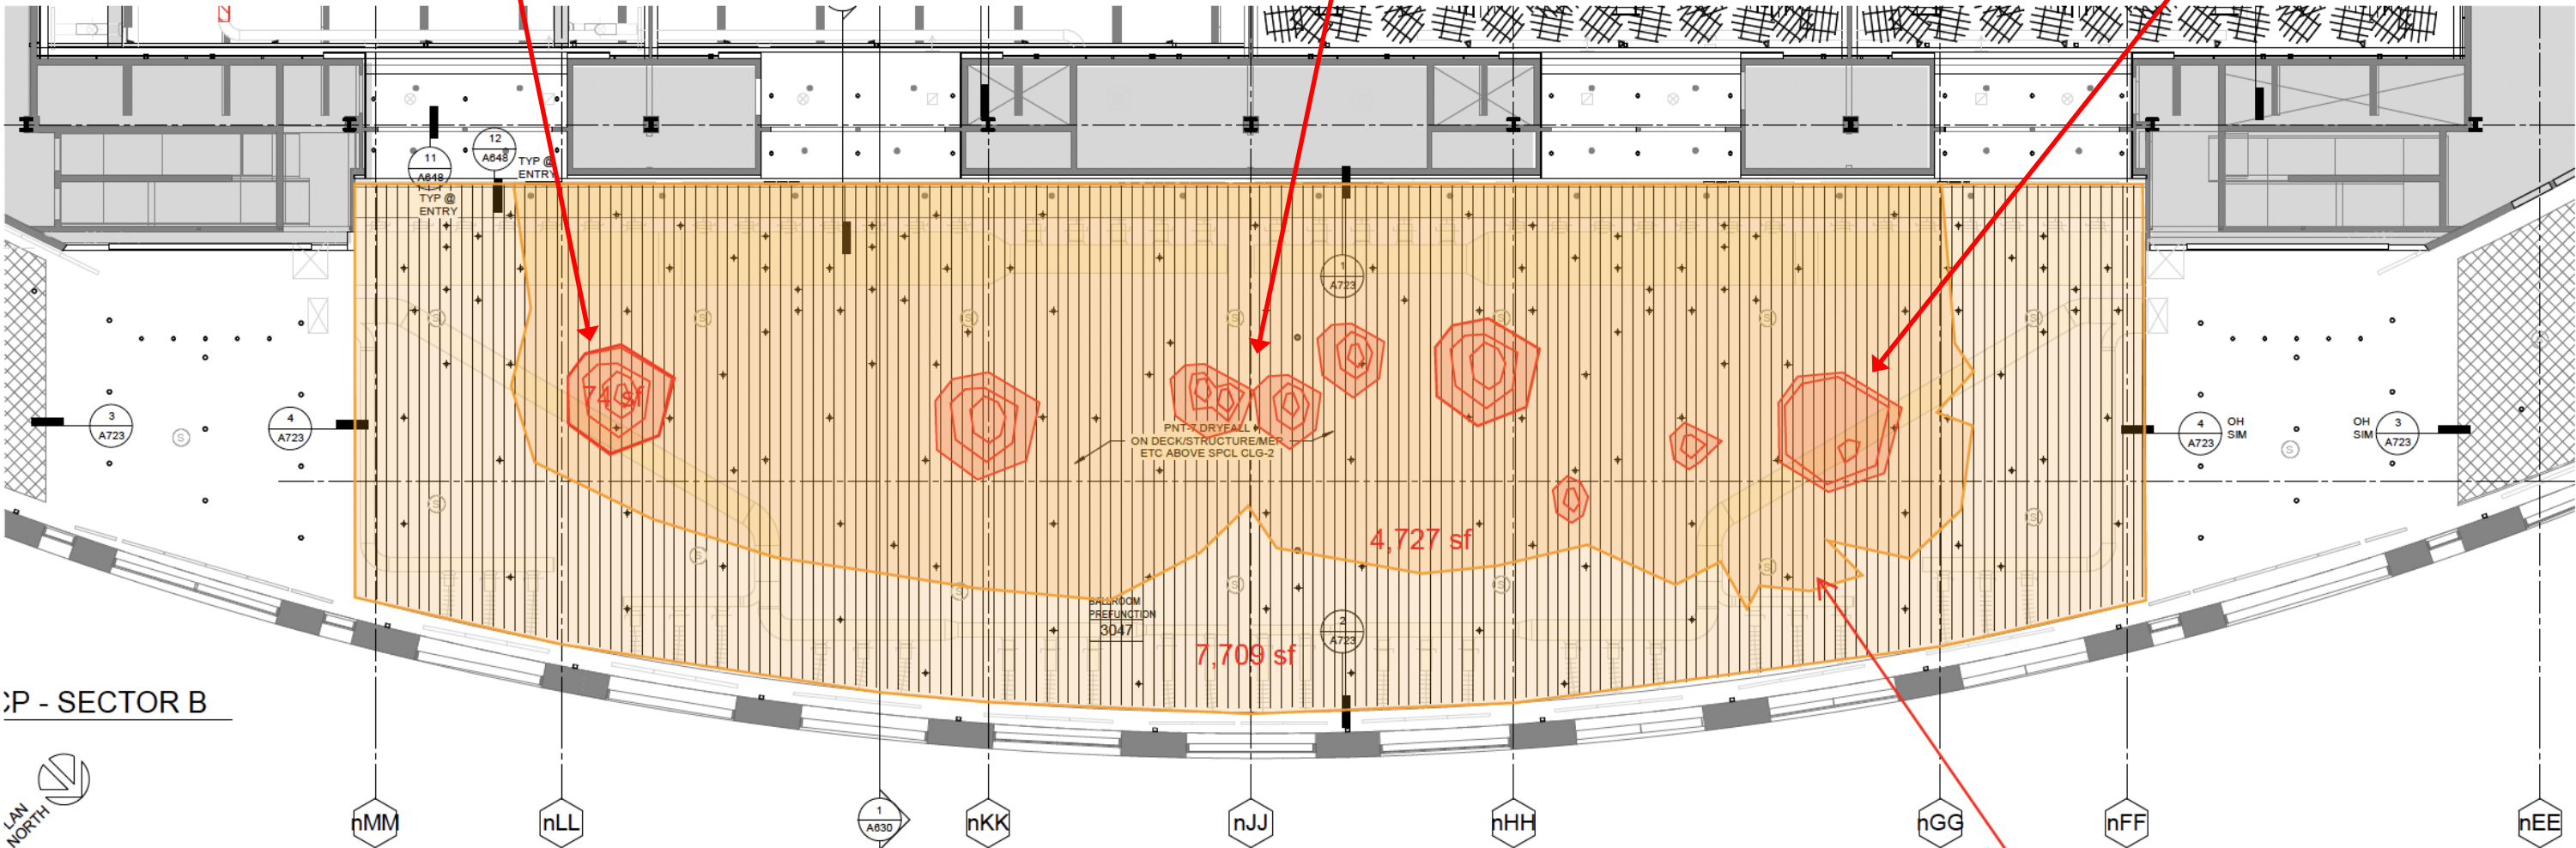 12
A648
TYP @
ENTRY
11
A648
TYP @
ENTRY
1
A723
S
S
S
S
S
S
S
74 sf
3
A723
4
A723
S
PNT-7 DRYFALL
ON DECK/STRUCTURE/MEP
ETC ABOVE SPCL CLG-2
4
A723
OH
SIM
OH
SIM
3
A723
S
S
S
S
4,727 sf
S
S
S
S
S
S
BALLROOM
PREFUNCTION
3047
2
A723
7,709 sf
CP - SECTOR B
LAN
NORTH
nMM
nLL
1
A630
nKK
nJJ
nHH
nGG
nFF
nEE